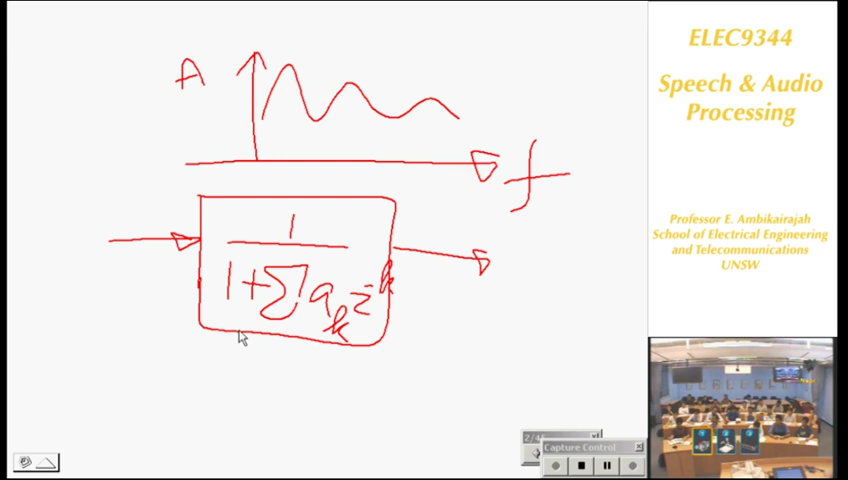 A
f
1
1+∑ a_k z^-k
ELEC9344
Speech & Audio
Processing
Professor E. Ambikairajah
School of Electrical Engineering
and Telecommunications
UNSW
Capture Control